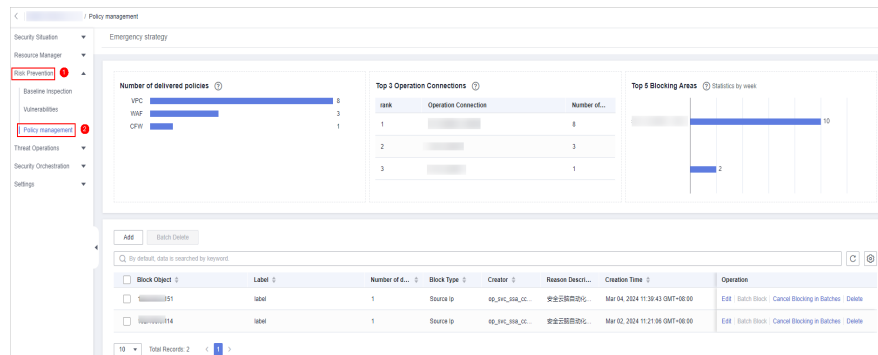 / Policy management
Security Situation
Resource Manager
Risk Prevention 1
Baseline Inspection
Vulnerabilities
Policy management 2
Threat Operations
Security Orchestration
Settings
Emergency strategy
Number of delivered policies
VPC 8
WAF 3
CFW 1
Top 3 Operation Connections
rank Operation Connection Number of...
1 8
2 3
3 1
Top 5 Blocking Areas Statistics by week
10
2
Add Batch Delete
By default, data is searched by keyword.
Block Object Label Number of d... Block Type Creator Reason Descri... Creation Time Operation
151 label 1 Source Ip op_svc_ssa_cc... 安全云脑自动化... Mar 04, 2024 11:39:43 GMT+08:00 Edit Batch Block Cancel Blocking in Batches Delete
114 label 1 Source Ip op_svc_ssa_cc... 安全云脑自动化... Mar 02, 2024 11:21:06 GMT+08:00 Edit Batch Block Cancel Blocking in Batches Delete
10 Total Records: 2 < 1 >